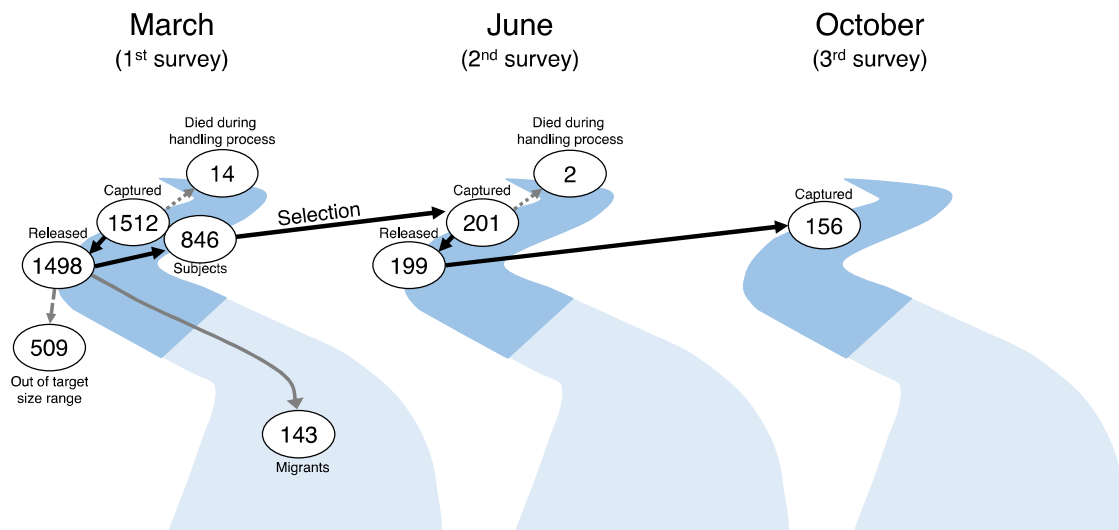 March
(1st survey)
June
(2nd survey)
October
(3rd survey)
Died during
handling process
14
Captured
1512
Released
1498
846
Subjects
509
Out of target
size range
143
Migrants
Selection
Died during
handling process
2
Captured
201
Released
199
Captured
156